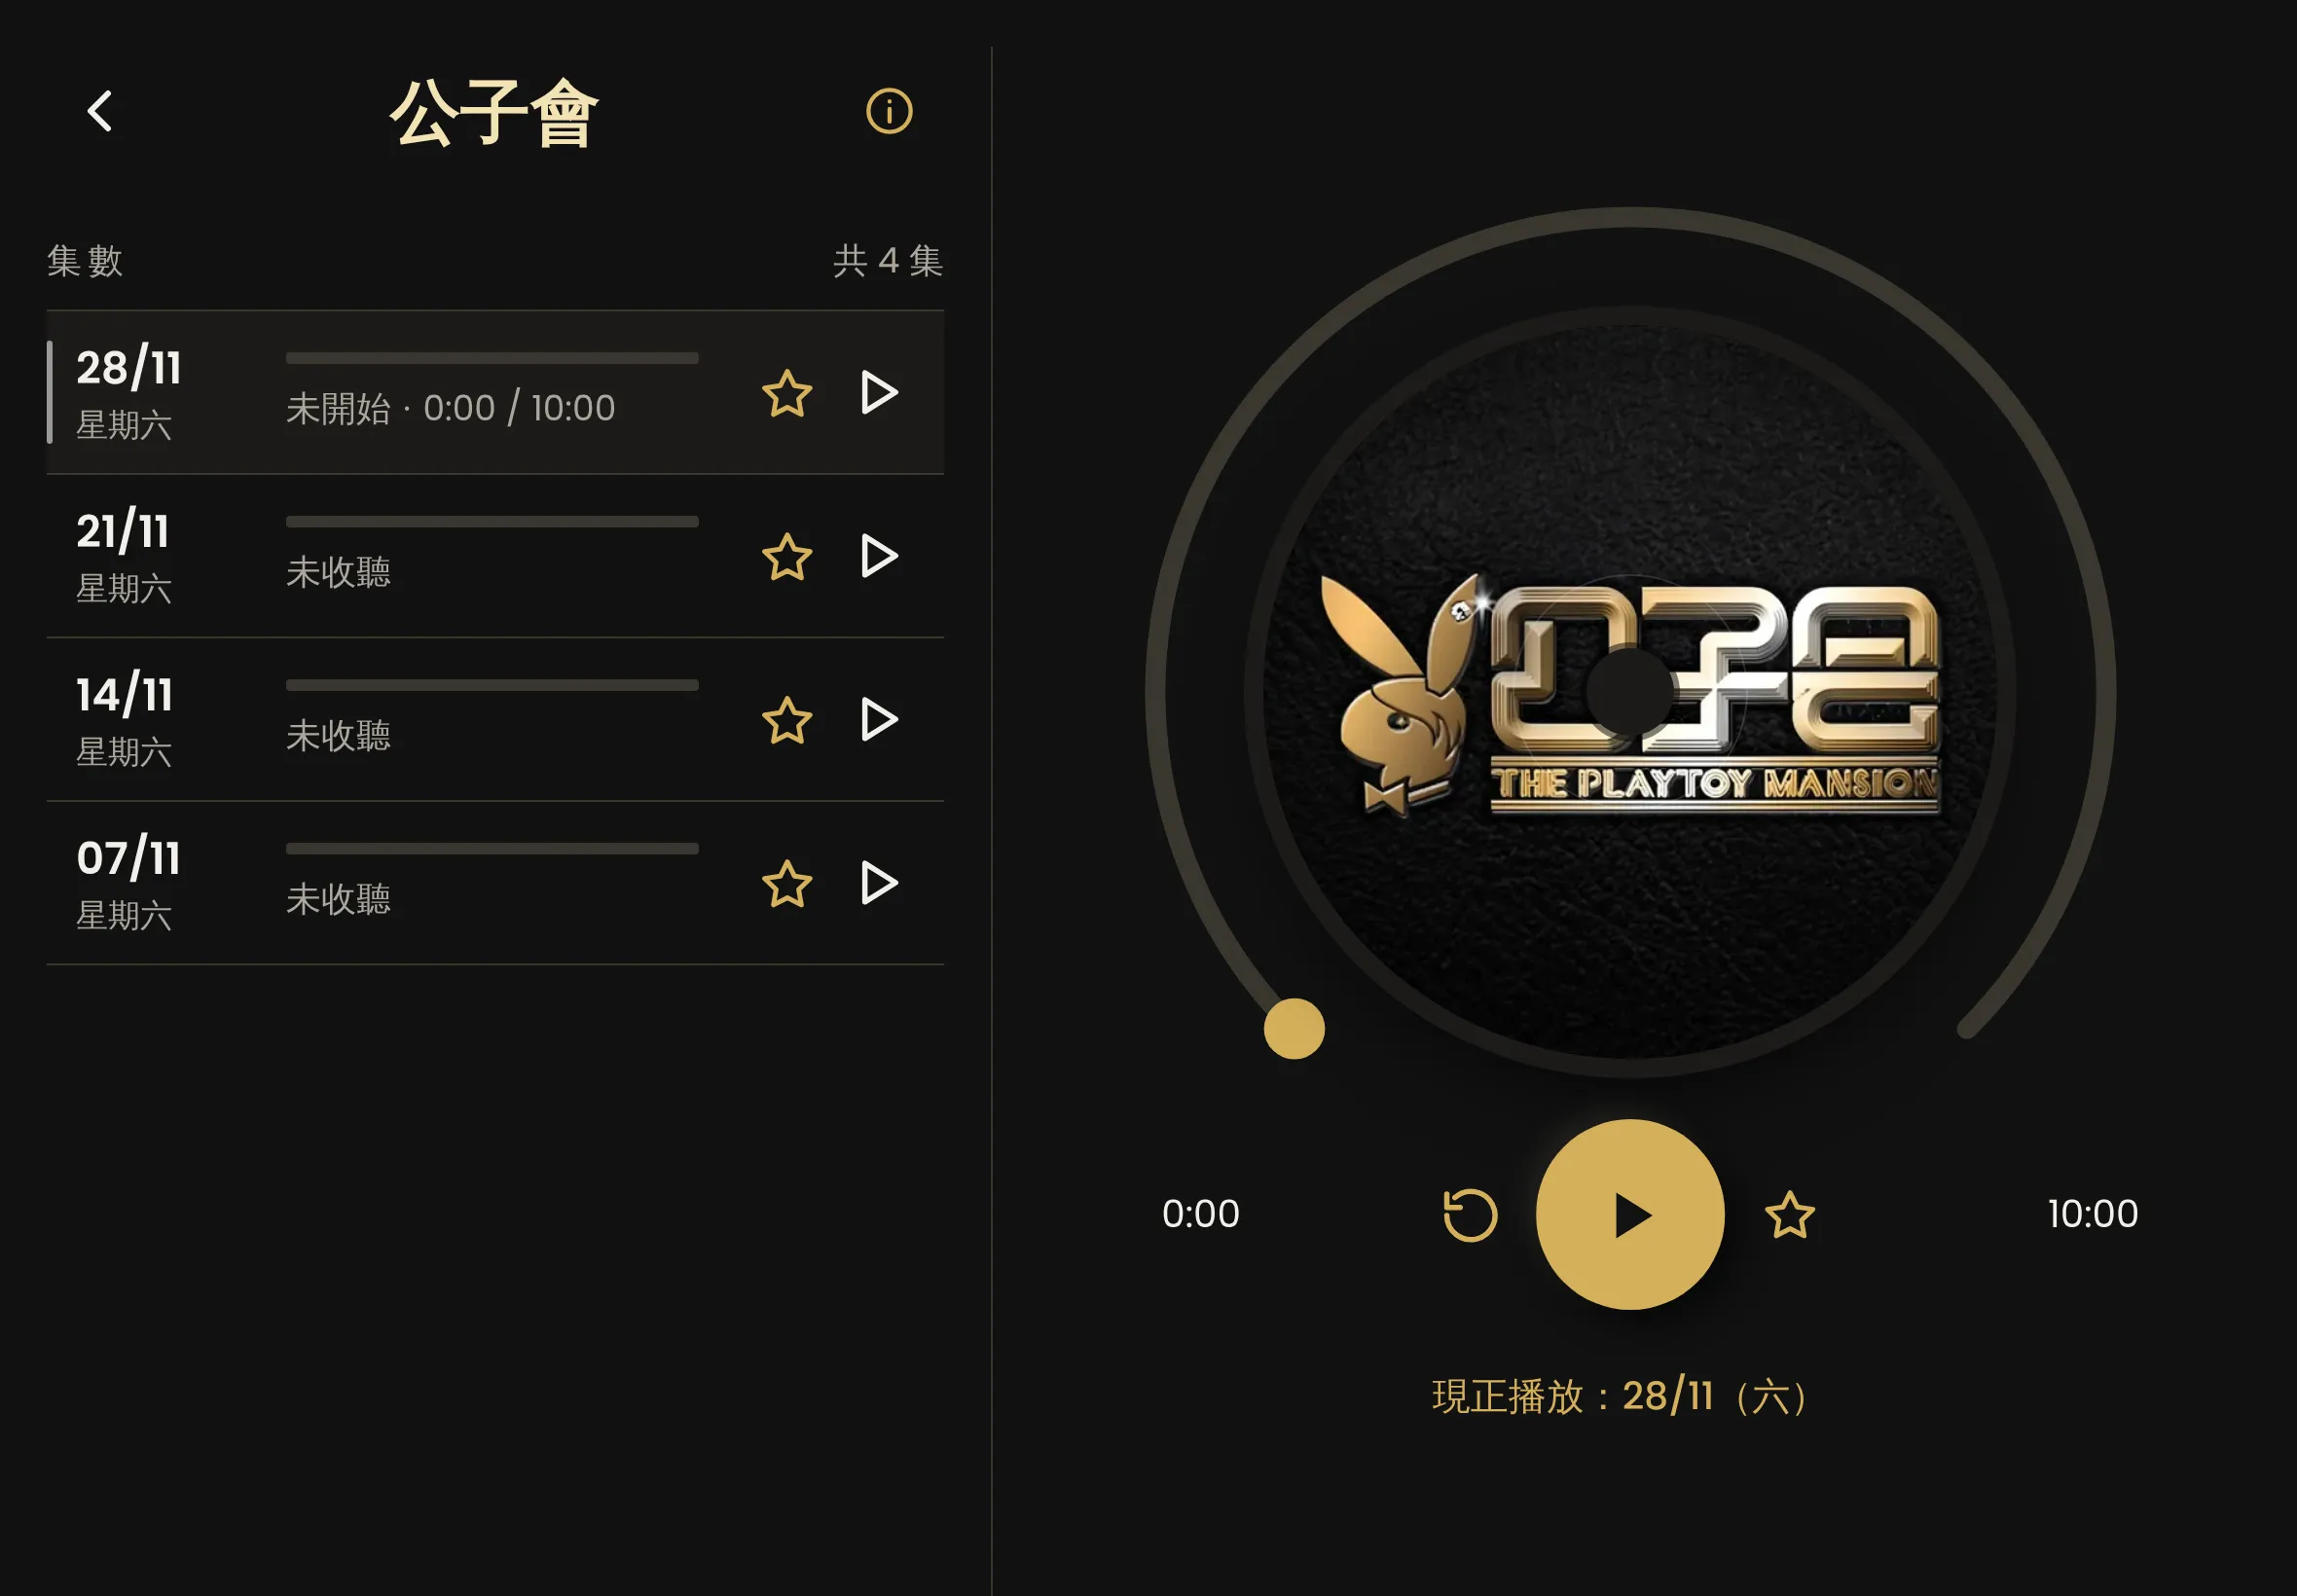 公子會
集數
共 4 集
28/11
星期六
未開始 · 0:00 / 10:00
21/11
星期六
未收聽
14/11
星期六
未收聽
07/11
星期六
未收聽
THE PLAYTOY MANSION
0:00
10:00
現正播放：28/11（六）